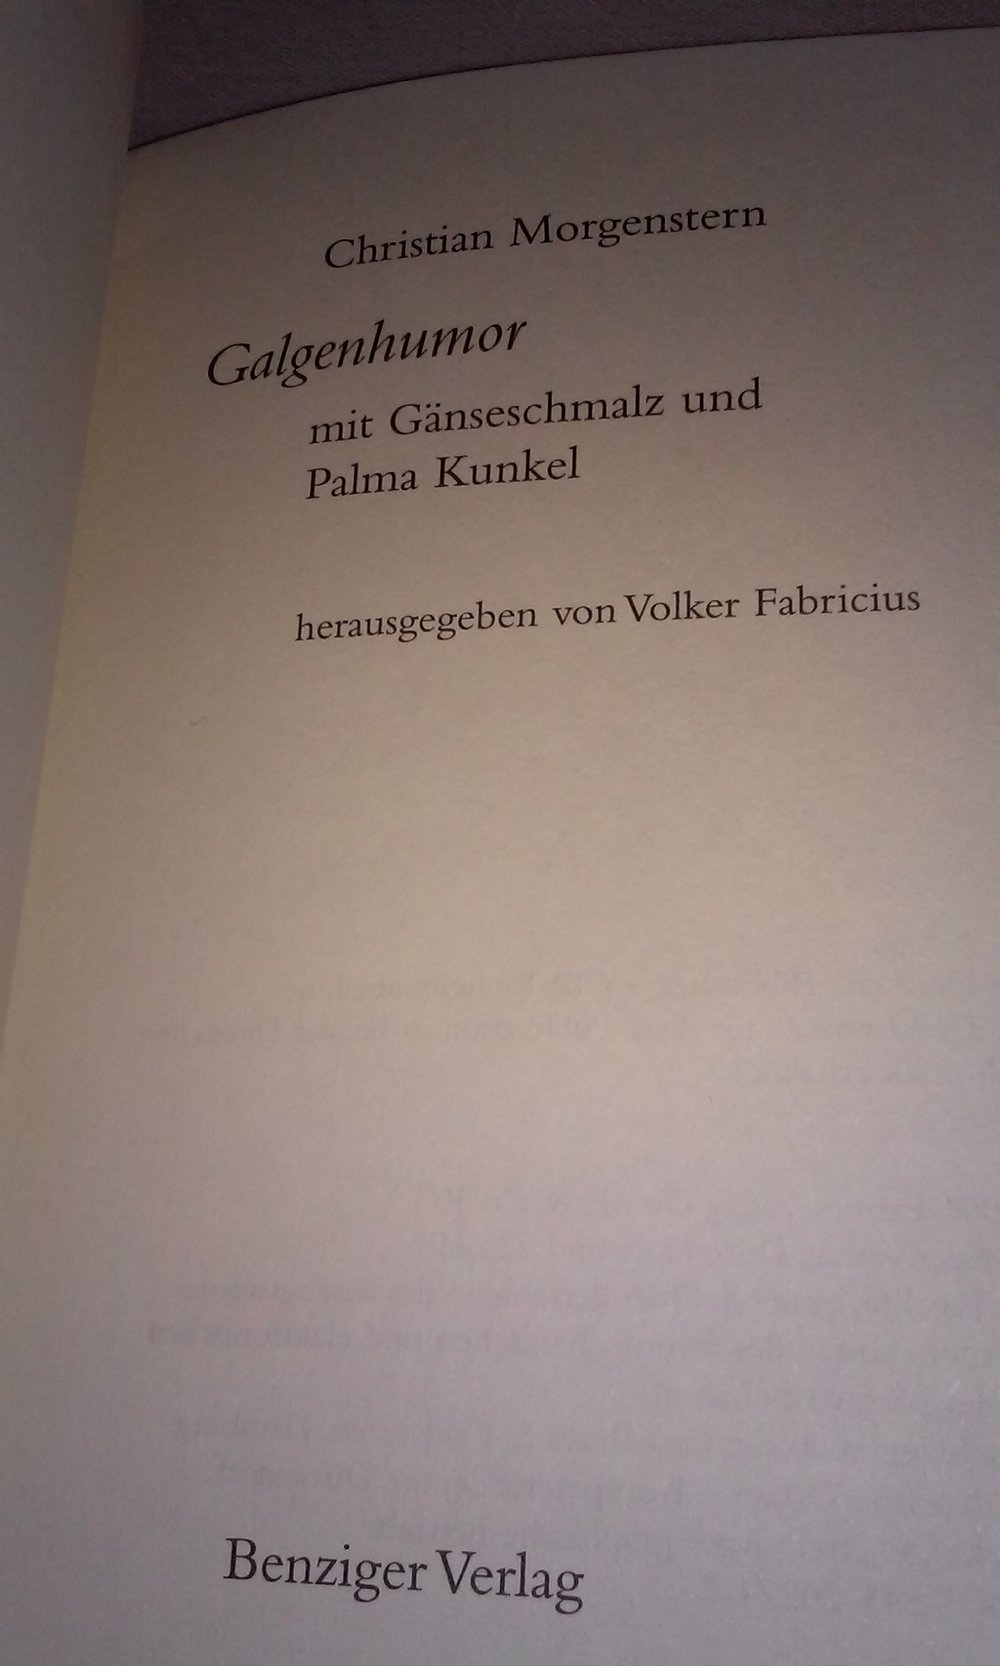 Christian Morgenstern
Galgenhumor
mit Gänseschmalz und
Palma Kunkel
herausgegeben von Volker Fabricius
Benziger Verlag